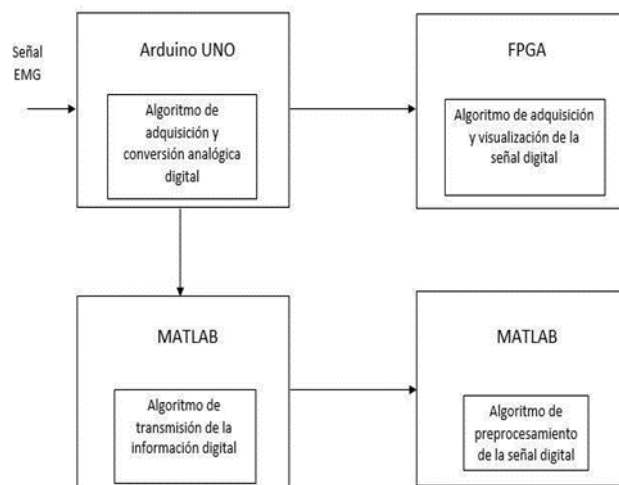 Señal
EMG
Arduino UNO
Algoritmo de
adquisición y
conversión analógica
digital
FPGA
Algoritmo de adquisición
y visualización de la
señal digital
MATLAB
Algoritmo de
transmisión de la
información digital
MATLAB
Algoritmo de
preprocesamiento
de la señal digital